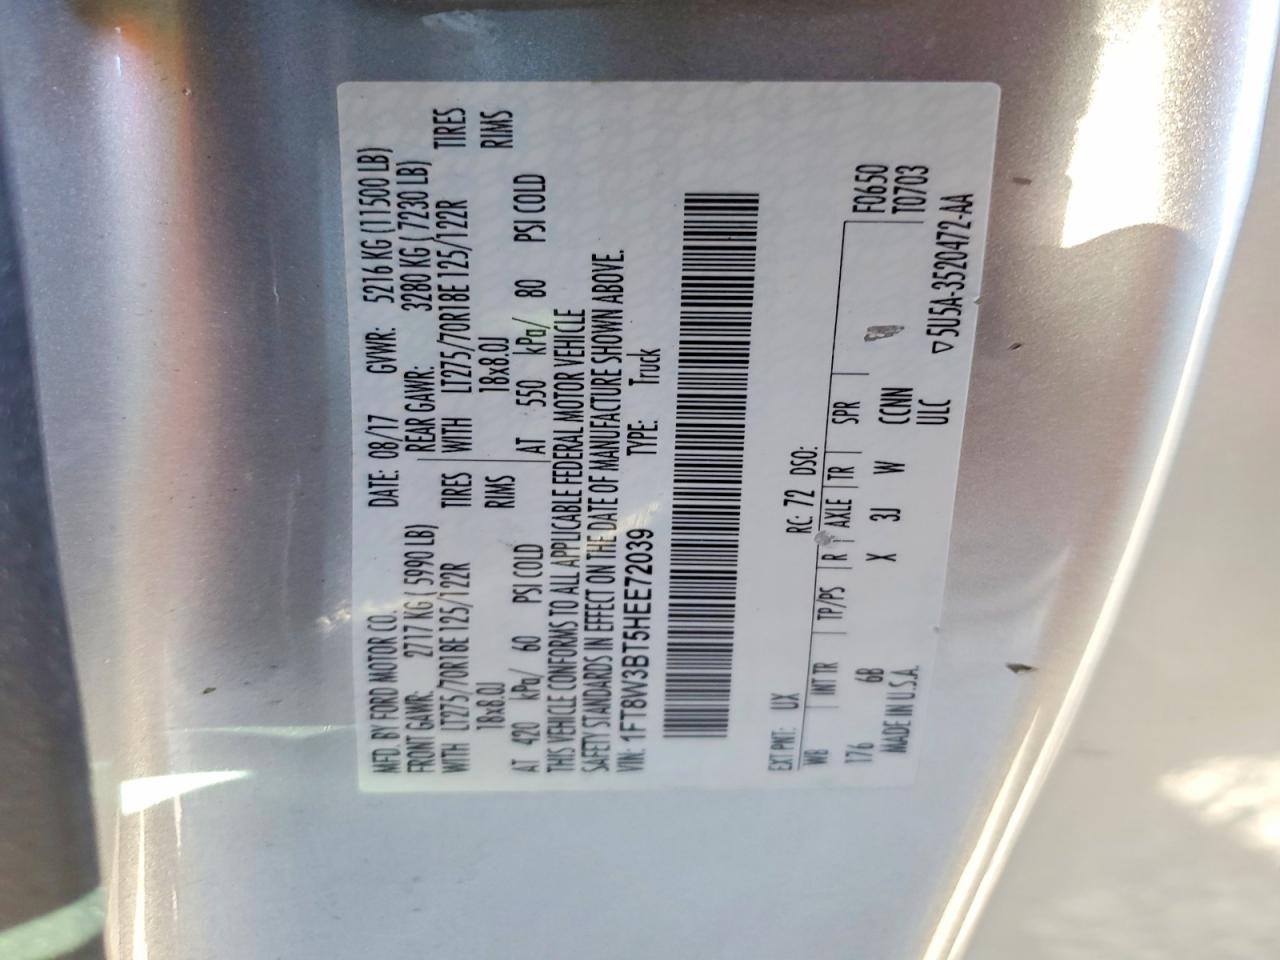 MFD. BY FORD MOTOR CO. DATE: 08/17 GVWR: 5216 KG (11500 LB)
FRONT GAWR: 2717 KG ( 5990 LB) REAR GAWR: 3280 KG ( 7230 LB)
WITH LT275/70R18E 125/122R TIRES WITH LT275/70R18E 125/122R TIRES
18x8.0J RIMS 18x8.0J RIMS
AT 420 kPa/ 60 PSI COLD AT 550 kPa/ 80 PSI COLD
THIS VEHICLE CONFORMS TO ALL APPLICABLE FEDERAL MOTOR VEHICLE
SAFETY STANDARDS IN EFFECT ON THE DATE OF MANUFACTURE SHOWN ABOVE.
VIN: 1FT8W3BT5HEE72039 TYPE: Truck
EXT PNT: UX RC: 72 DSO:
WB INT TR TP/PS R AXLE TR SPR F0650
176 6B X 3J W CCNN T0703
MADE IN U.S.A. ULC ▽5U5A-3520472-AA